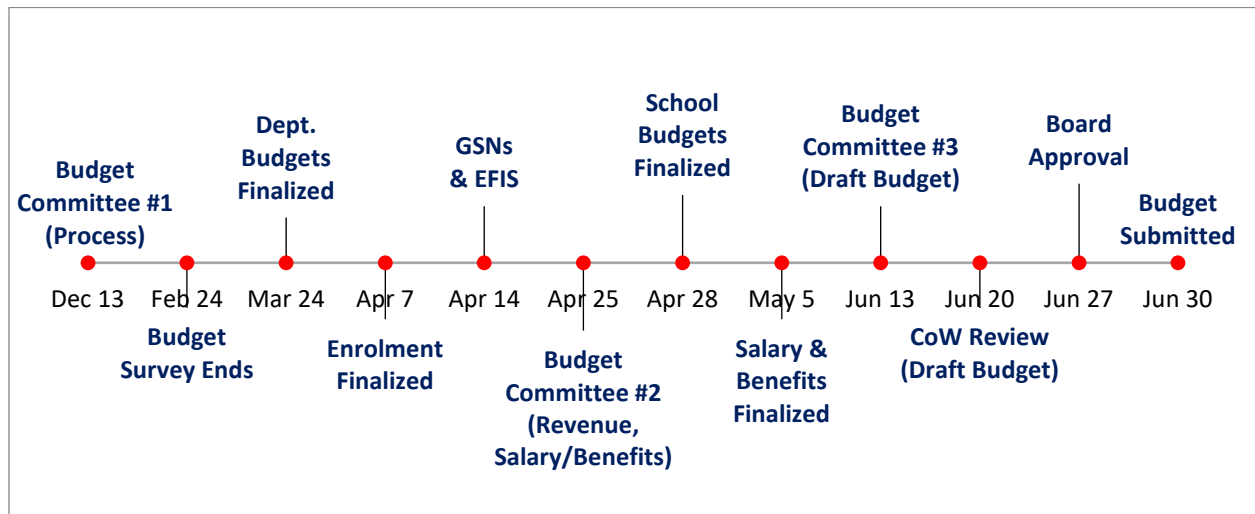 Budget
Committee #1
(Process)
Dept.
Budgets
Finalized
GSNs
& EFIS
School
Budgets
Finalized
Budget
Committee #3
(Draft Budget)
Board
Approval
Budget
Submitted
Dec 13 Feb 24 Mar 24 Apr 7 Apr 14 Apr 25 Apr 28 May 5 Jun 13 Jun 20 Jun 27 Jun 30
Budget
Survey Ends
Enrolment
Finalized
Budget
Committee #2
(Revenue,
Salary/Benefits)
Salary &
Benefits
Finalized
CoW Review
(Draft Budget)